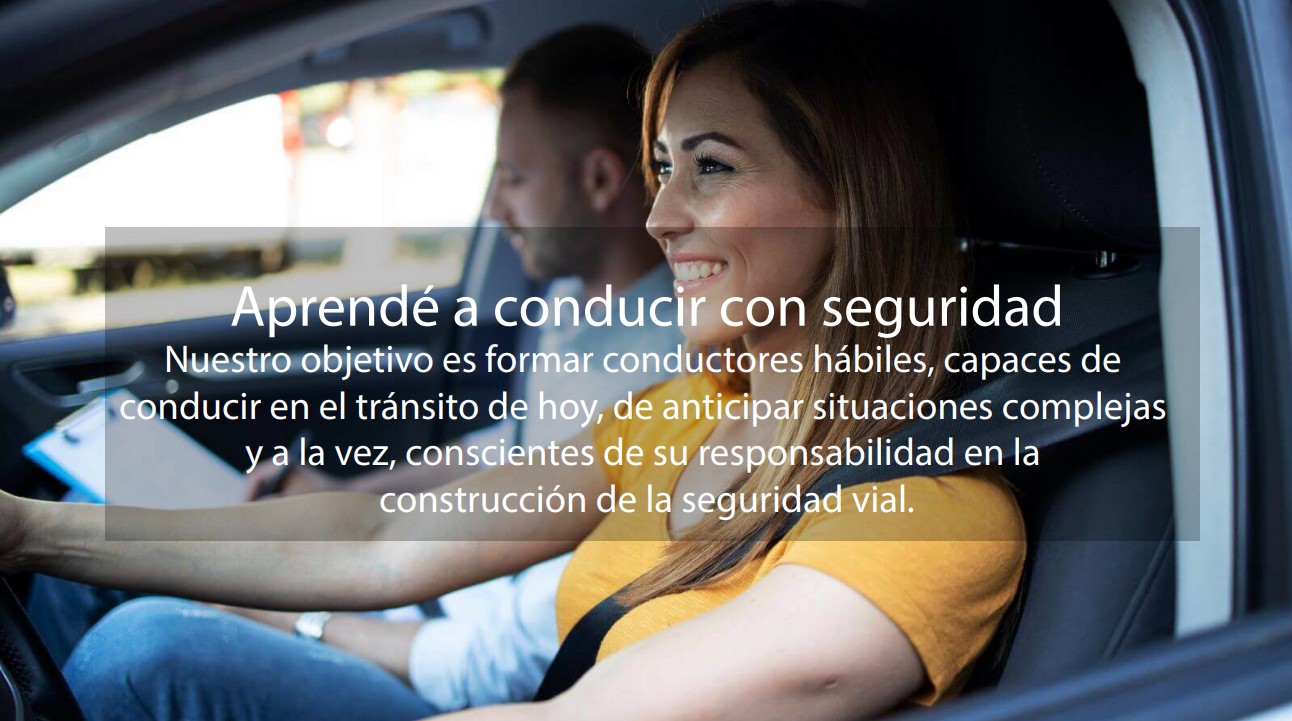 Aprendé a conducir con seguridad
Nuestro objetivo es formar conductores hábiles, capaces de
conducir en el tránsito de hoy, de anticipar situaciones complejas
y a la vez, conscientes de su responsabilidad en la
construcción de la seguridad vial.